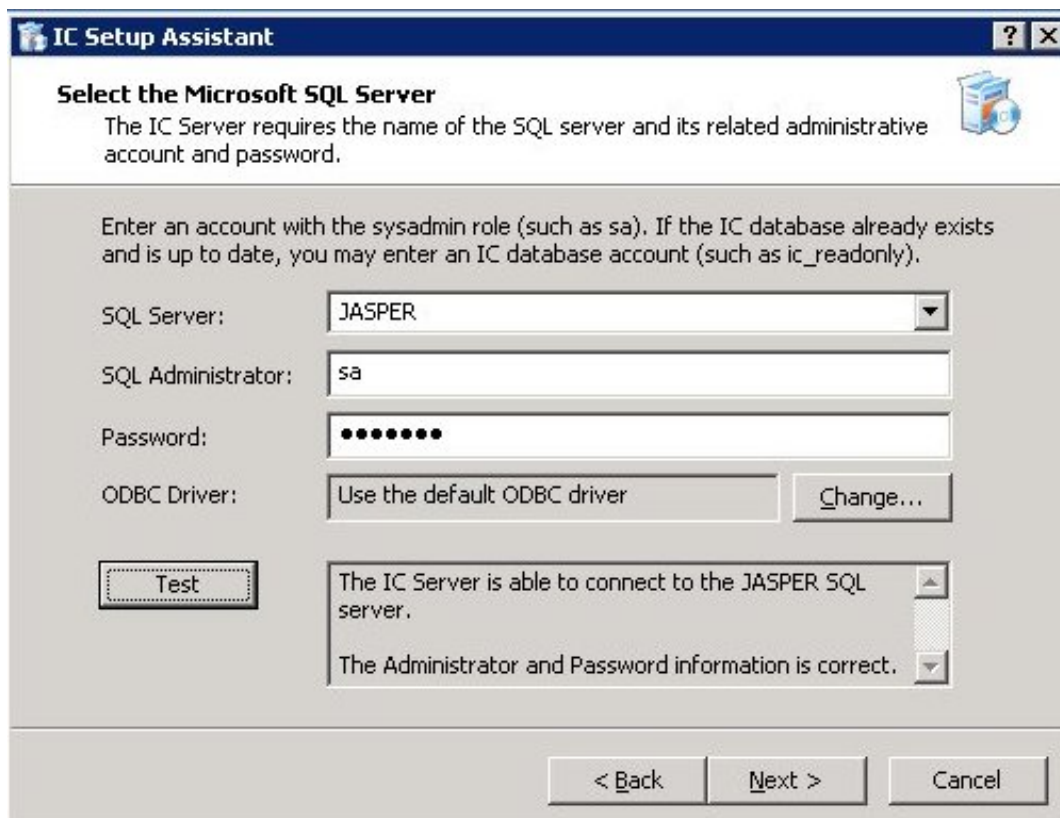 IC Setup Assistant
Select the Microsoft SQL Server
The IC Server requires the name of the SQL server and its related administrative
account and password.
Enter an account with the sysadmin role (such as sa). If the IC database already exists
and is up to date, you may enter an IC database account (such as ic_readonly).
SQL Server:
JASPER
SQL Administrator:
sa
Password:
●●●●●●●
ODBC Driver:
Use the default ODBC driver
Change...
Test
The IC Server is able to connect to the JASPER SQL
server.
The Administrator and Password information is correct.
< Back
Next >
Cancel